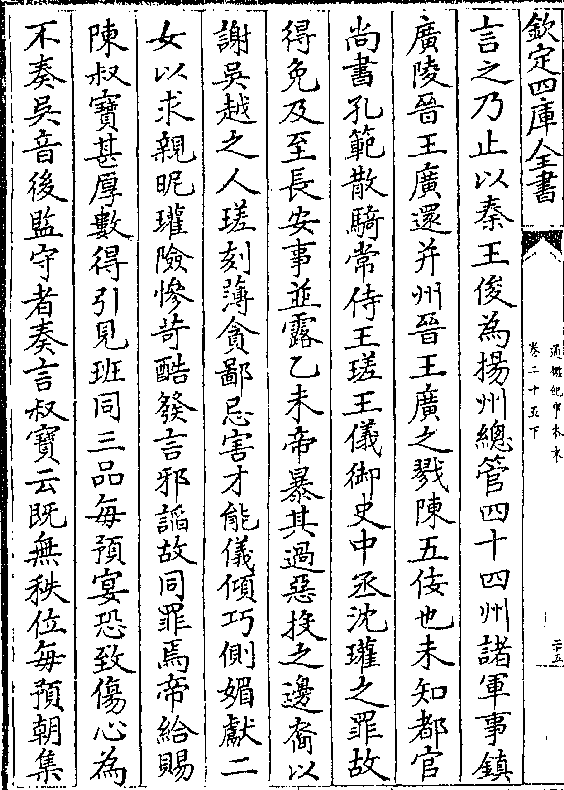 欽定四庫全書
通鑑紀事本末
卷二十五下
二五
言之乃止以秦王俊為揚州總管四十四州諸軍事鎮
廣陵晉王廣還并州晉王廣之戮陳五佞也未知都官
尚書孔範散騎常侍王瑳王儀御史中丞沈瓘之罪故
得免及至長安事並露乙未帝暴其過惡投之邊裔以
謝吳越之人瑳刻薄貪鄙忌害才能儀傾巧側媚獻二
女以求親昵瓘險慘苛酷發言邪諂故同罪焉帝給賜
陳叔寶甚厚數得引見班同三品每預宴恐致傷心為
不奏吳音後監守者奏言叔寶云既無秩位每預朝集